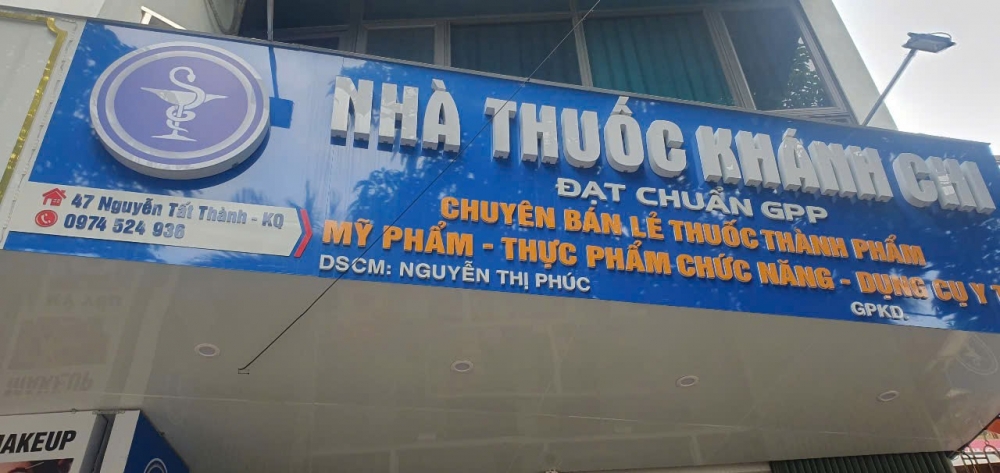 NHÀ THUỐC KHÁNH CHI
ĐẠT CHUẨN GPP
CHUYÊN BÁN LẺ THUỐC THÀNH PHẨM
MỸ PHẨM - THỰC PHẨM CHỨC NĂNG - DỤNG CỤ Y T
DSCM: NGUYỄN THỊ PHÚC
GPKD.
47 Nguyễn Tất Thành - KQ
0974 524 936
MAKEUP